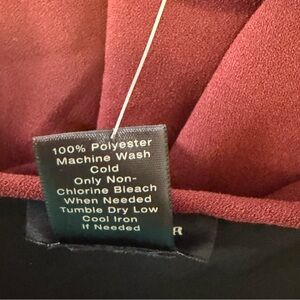 100% Polyester
Machine Wash
Cold
Only Non-
Chlorine Bleach
When Needed
Tumble Dry Low
Cool Iron
If Needed
R